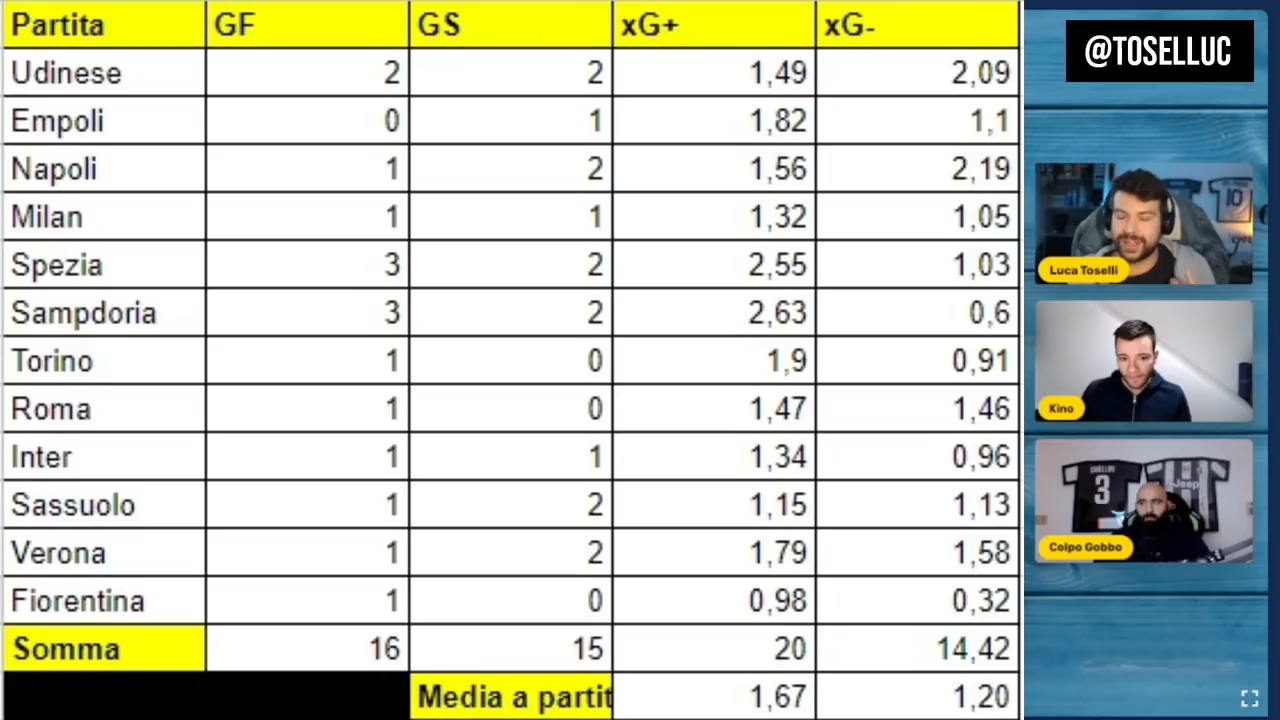 Partita GF GS xG+ xG-
Udinese 2 2 1,49 2,09
Empoli 0 1 1,82 1,1
Napoli 1 2 1,56 2,19
Milan 1 1 1,32 1,05
Spezia 3 2 2,55 1,03
Sampdoria 3 2 2,63 0,6
Torino 1 0 1,9 0,91
Roma 1 0 1,47 1,46
Inter 1 1 1,34 0,96
Sassuolo 1 2 1,15 1,13
Verona 1 2 1,79 1,58
Fiorentina 1 0 0,98 0,32
Somma 16 15 20 14,42
Media a partit 1,67 1,20
@TOSELLUC
10
Luca Toselli
Kino
3
Jeep
Colpo Gobbo